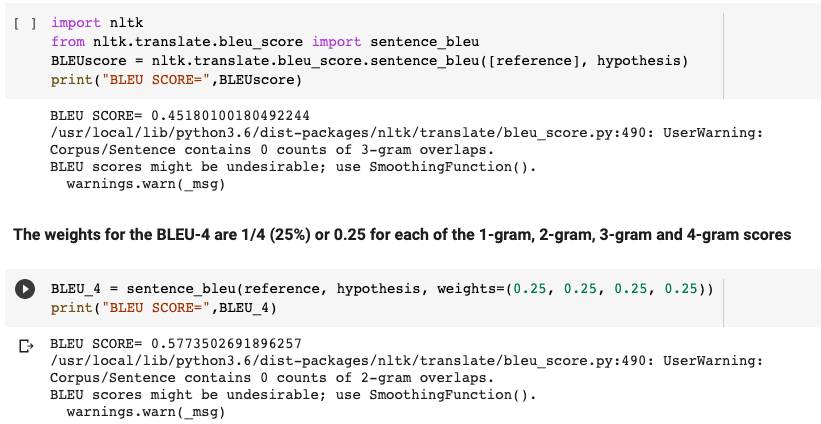 [ ] import nltk
from nltk.translate.bleu_score import sentence_bleu
BLEUscore = nltk.translate.bleu_score.sentence_bleu([reference], hypothesis)
print("BLEU SCORE=",BLEUscore)
BLEU SCORE= 0.45180100180492244
/usr/local/lib/python3.6/dist-packages/nltk/translate/bleu_score.py:490: UserWarning:
Corpus/Sentence contains 0 counts of 3-gram overlaps.
BLEU scores might be undesirable; use SmoothingFunction().
  warnings.warn(_msg)
The weights for the BLEU-4 are 1/4 (25%) or 0.25 for each of the 1-gram, 2-gram, 3-gram and 4-gram scores
BLEU_4 = sentence_bleu(reference, hypothesis, weights=(0.25, 0.25, 0.25, 0.25))
print("BLEU SCORE=",BLEU_4)
BLEU SCORE= 0.5773502691896257
/usr/local/lib/python3.6/dist-packages/nltk/translate/bleu_score.py:490: UserWarning:
Corpus/Sentence contains 0 counts of 2-gram overlaps.
BLEU scores might be undesirable; use SmoothingFunction().
  warnings.warn(_msg)